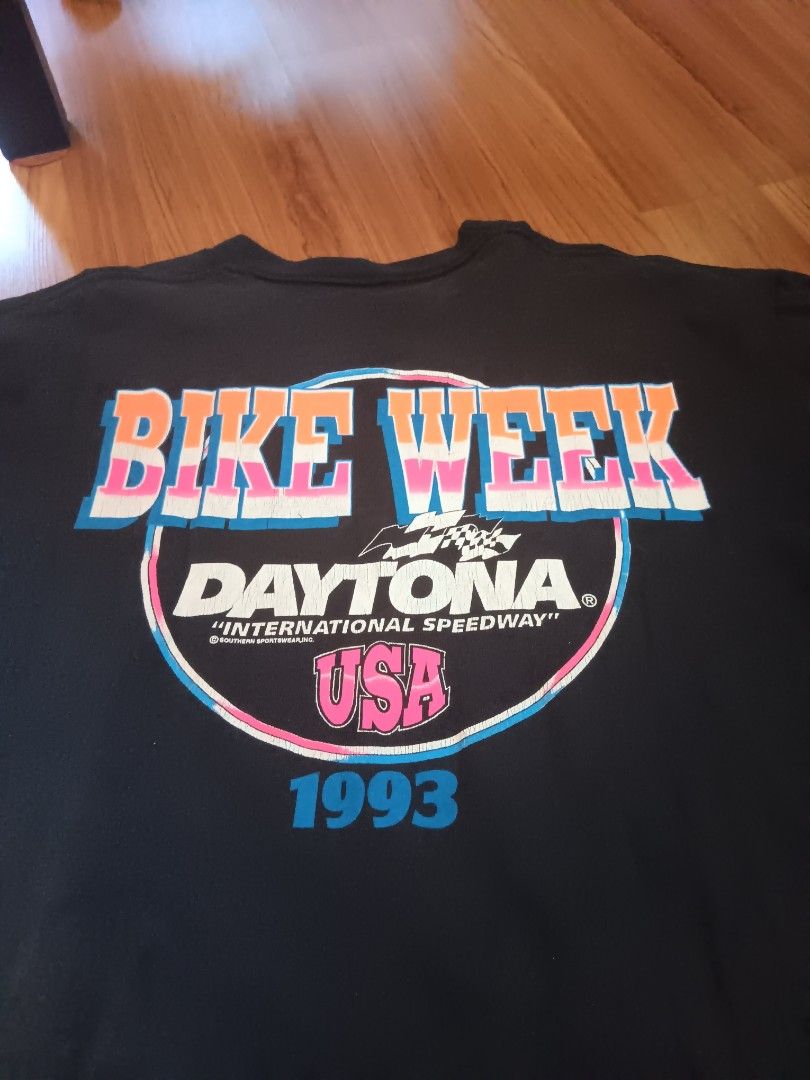 BIKE WEEK
DAYTONA®
"INTERNATIONAL SPEEDWAY"
© SOUTHERN SPORTSWEAR, INC.
USA
1993